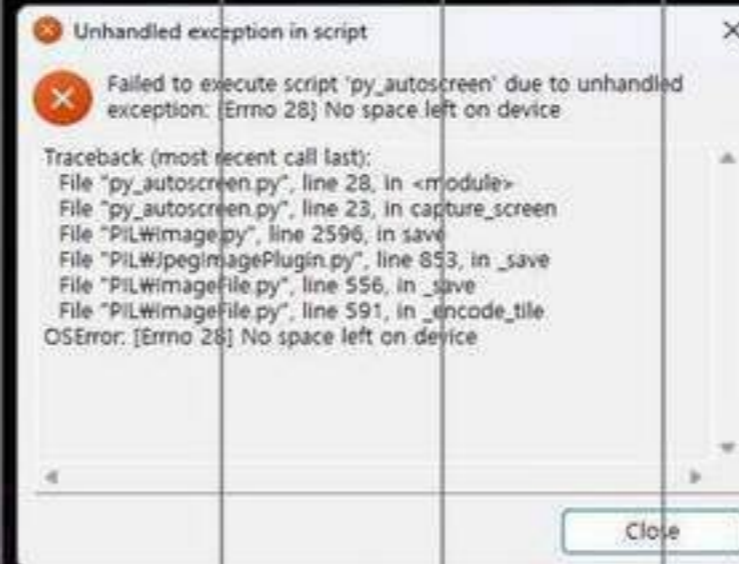 Unhandled exception in script
Failed to execute script 'py_autoscreen' due to unhandled
exception: [Errno 28] No space left on device
Traceback (most recent call last):
File "py_autoscreen.py", line 28, in <module>
File "py_autoscreen.py", line 23, in capture_screen
File "PIL₩Image.py", line 2596, in save
File "PIL₩JpegImagePlugin.py", line 853, in _save
File "PIL₩ImageFile.py", line 556, in _save
File "PIL₩ImageFile.py", line 591, in _encode_tile
OSError: [Errno 28] No space left on device
Close